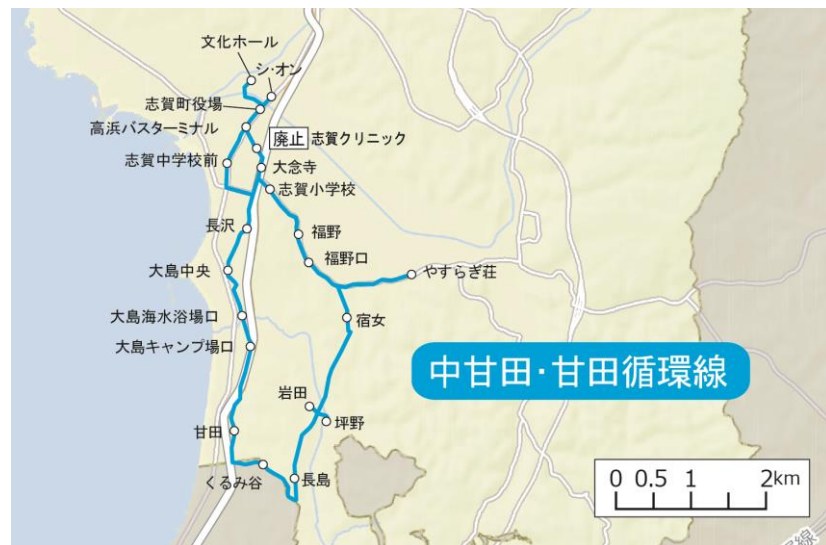 文化ホール
シ・オン
志賀町役場
高浜バスターミナル
廃止 志賀クリニック
志賀中学校前
大念寺
志賀小学校
長沢
福野
福野口
大島中央
やすらぎ荘
大島海水浴場口
宿女
大島キャンプ場口
中甘田・甘田循環線
岩田
坪野
甘田
くるみ谷
長島
0 0.5 1 2km